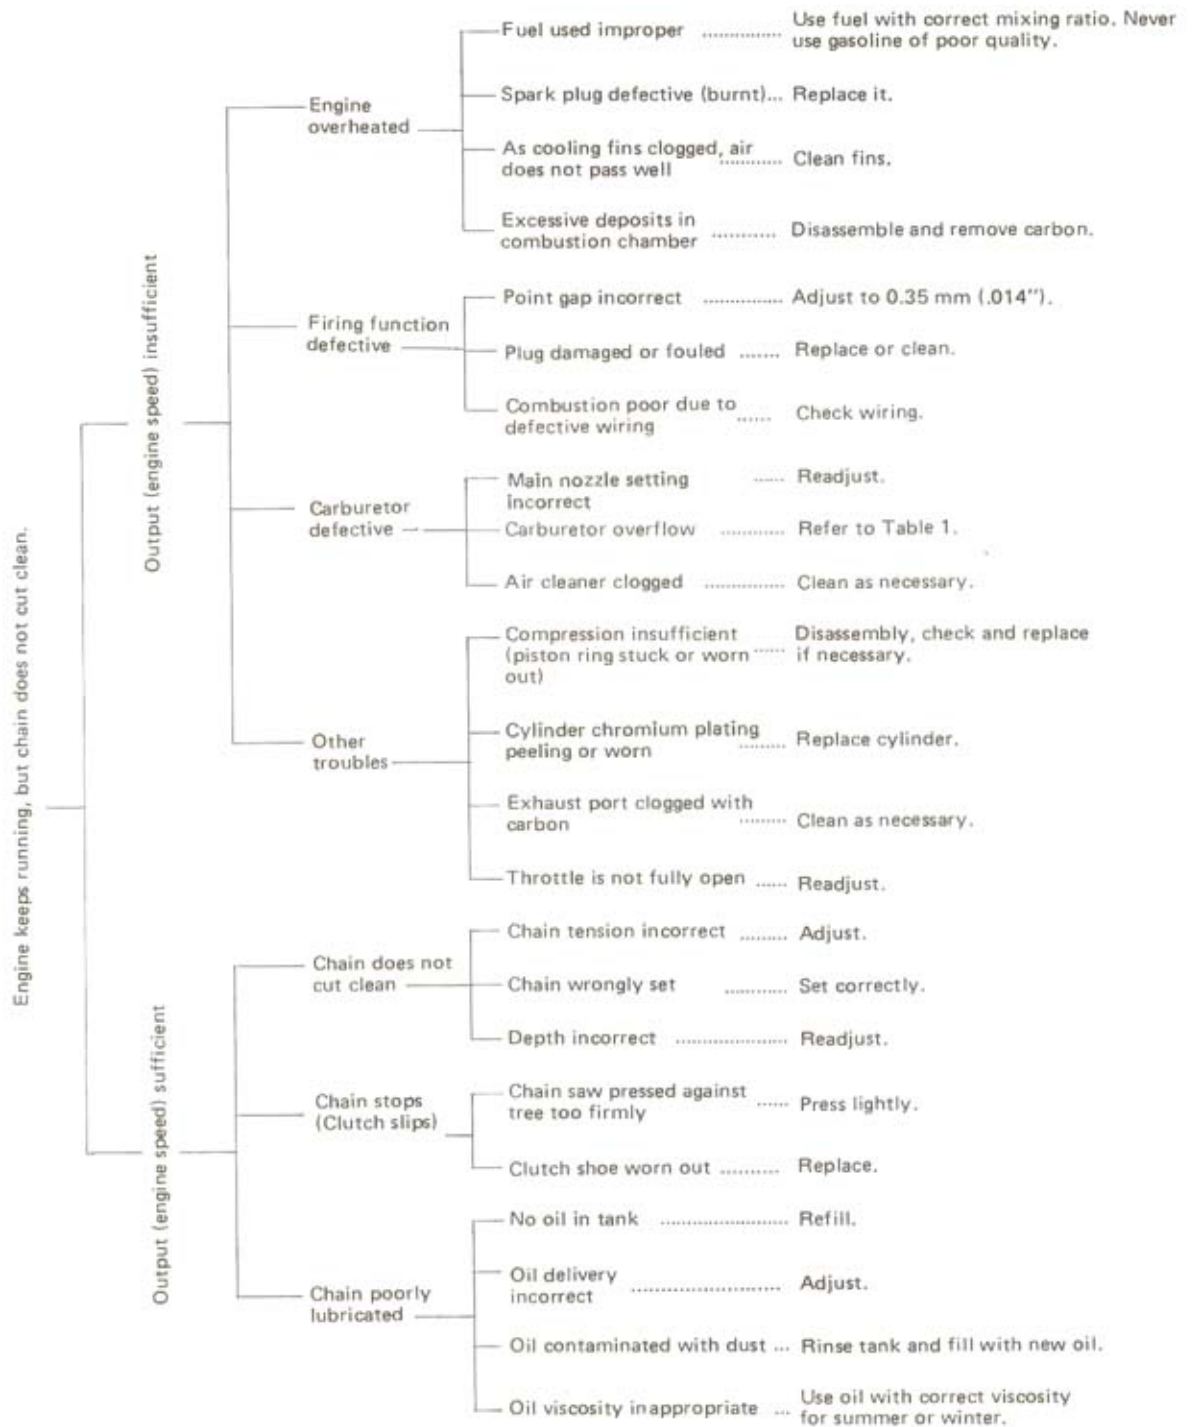 Engine keeps running, but chain does not cut clean.
Output (engine speed) insufficient
Engine
overheated
Fuel used improper ..............
Use fuel with correct mixing ratio. Never
use gasoline of poor quality.
Spark plug defective (burnt)... Replace it.
As cooling fins clogged, air
does not pass well ............ Clean fins.
Excessive deposits in
combustion chamber ........... Disassemble and remove carbon.
Firing function
defective
Point gap incorrect .............. Adjust to 0.35 mm (.014").
Plug damaged or fouled ....... Replace or clean.
Combustion poor due to
defective wiring ...... Check wiring.
Carburetor
defective
Main nozzle setting
incorrect ...... Readjust.
Carburetor overflow ............ Refer to Table 1.
Air cleaner clogged .............. Clean as necessary.
Other
troubles
Compression insufficient
(piston ring stuck or worn
out) ......
Disassembly, check and replace
if necessary.
Cylinder chromium plating
peeling or worn ......... Replace cylinder.
Exhaust port clogged with
carbon ......... Clean as necessary.
Throttle is not fully open ...... Readjust.
Output (engine speed) sufficient
Chain does not
cut clean
Chain tension incorrect ......... Adjust.
Chain wrongly set ............ Set correctly.
Depth incorrect ..................... Readjust.
Chain stops
(Clutch slips)
Chain saw pressed against
tree too firmly ...... Press lightly.
Clutch shoe worn out ........... Replace.
Chain poorly
lubricated
No oil in tank ........................ Refill.
Oil delivery
incorrect ............................ Adjust.
Oil contaminated with dust ... Rinse tank and fill with new oil.
Oil viscosity inappropriate ...
Use oil with correct viscosity
for summer or winter.